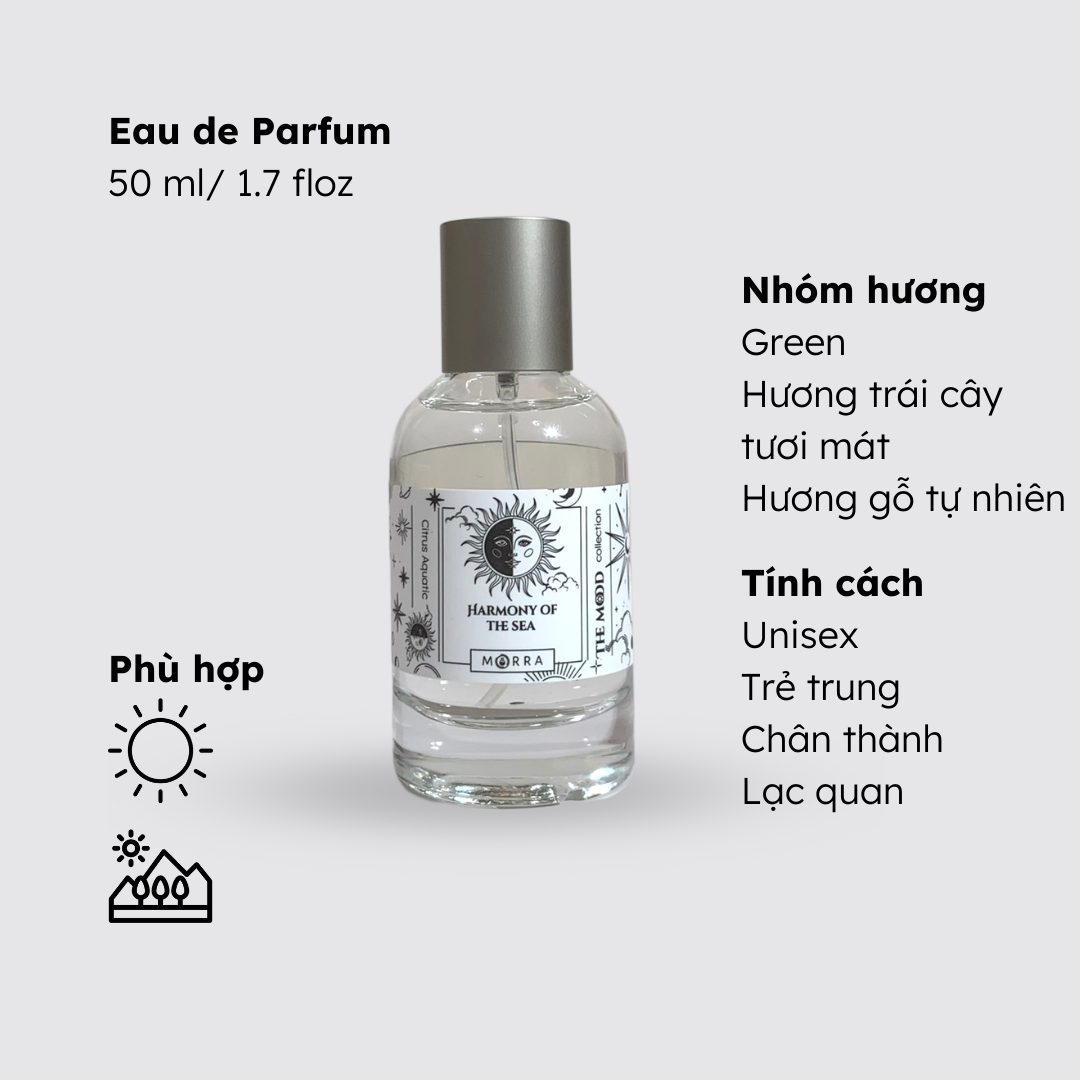 Eau de Parfum
50 ml/ 1.7 floz
Nhóm hương
Green
Hương trái cây
tươi mát
Hương gỗ tự nhiên
Tính cách
Unisex
Trẻ trung
Chân thành
Lạc quan
Phù hợp
Citrus Aquatic
HARMONY OF
THE SEA
MORRA
THE MOOD collection